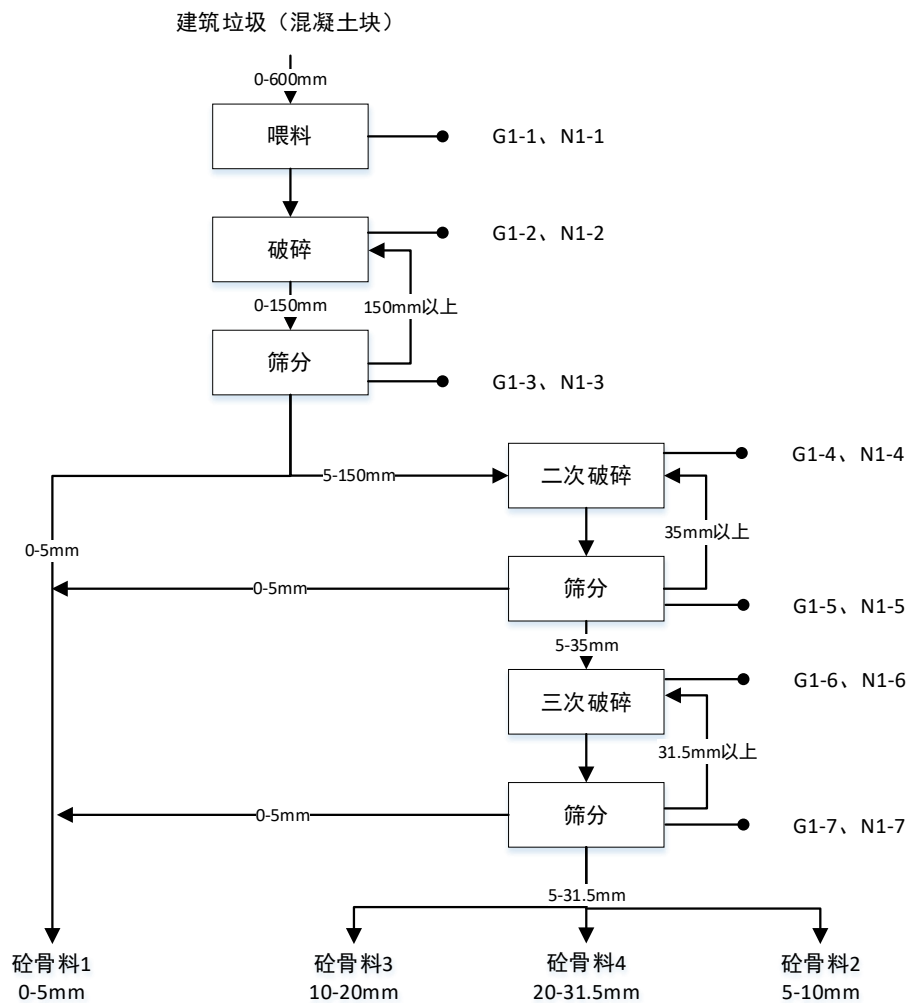 建筑垃圾（混凝土块）
0-600mm
喂料
G1-1、N1-1
破碎
G1-2、N1-2
0-150mm
150mm以上
筛分
G1-3、N1-3
5-150mm
二次破碎
G1-4、N1-4
35mm以上
0-5mm
0-5mm
筛分
G1-5、N1-5
5-35mm
三次破碎
G1-6、N1-6
31.5mm以上
0-5mm
筛分
G1-7、N1-7
5-31.5mm
砼骨料1
0-5mm
砼骨料3
10-20mm
砼骨料4
20-31.5mm
砼骨料2
5-10mm